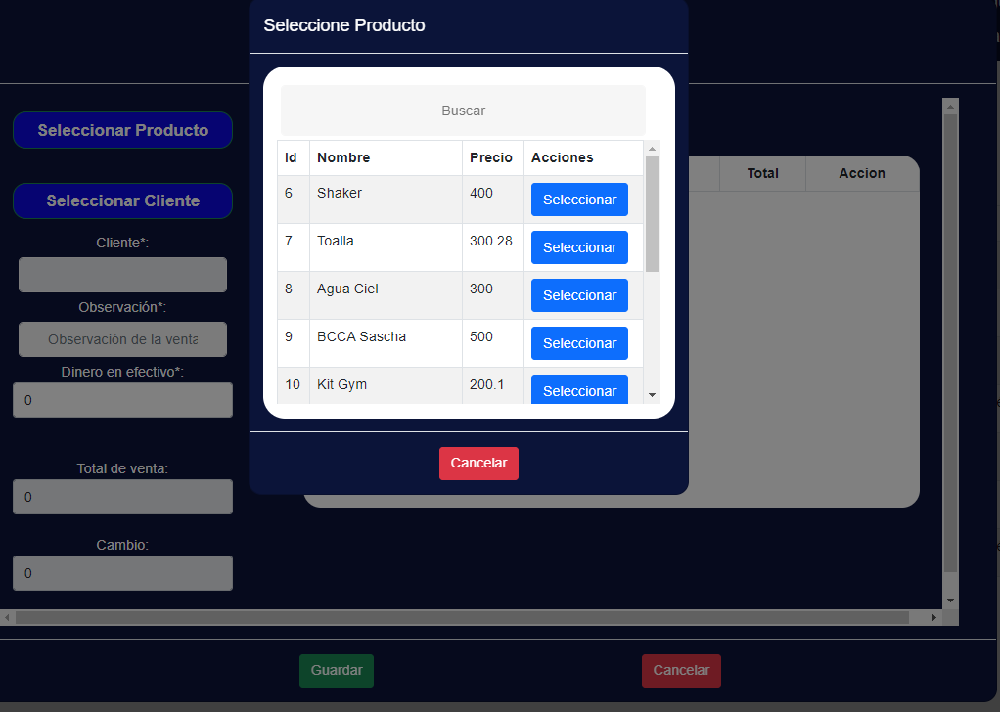 Seleccione Producto
Buscar
Id Nombre Precio Acciones
6 Shaker 400 Seleccionar
7 Toalla 300.28 Seleccionar
8 Agua Ciel 300 Seleccionar
9 BCCA Sascha 500 Seleccionar
10 Kit Gym 200.1 Seleccionar
Cancelar
Seleccionar Producto
Seleccionar Cliente
Cliente*:
Observación*:
Observación de la venta
Dinero en efectivo*:
0
Total de venta:
0
Cambio:
0
Total Accion
Guardar Cancelar